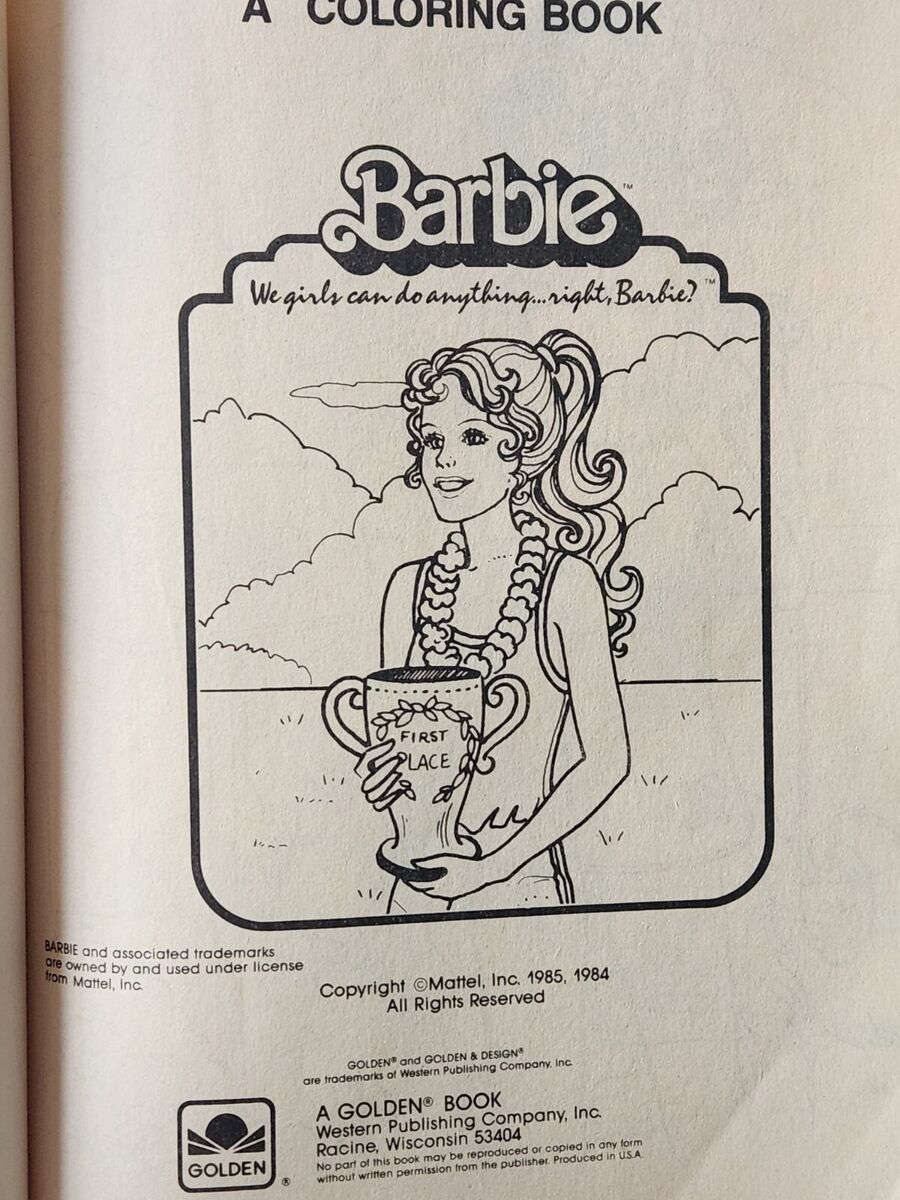 A COLORING BOOK
Barbie™
We girls can do anything...right, Barbie?™
FIRST
PLACE
BARBIE and associated trademarks
are owned by and used under license
from Mattel, Inc.
Copyright ©Mattel, Inc. 1985, 1984
All Rights Reserved
GOLDEN® and GOLDEN & DESIGN®
are trademarks of Western Publishing Company, Inc.
GOLDEN®
A GOLDEN® BOOK
Western Publishing Company, Inc.
Racine, Wisconsin 53404
No part of this book may be reproduced or copied in any form
without written permission from the publisher. Produced in U.S.A.